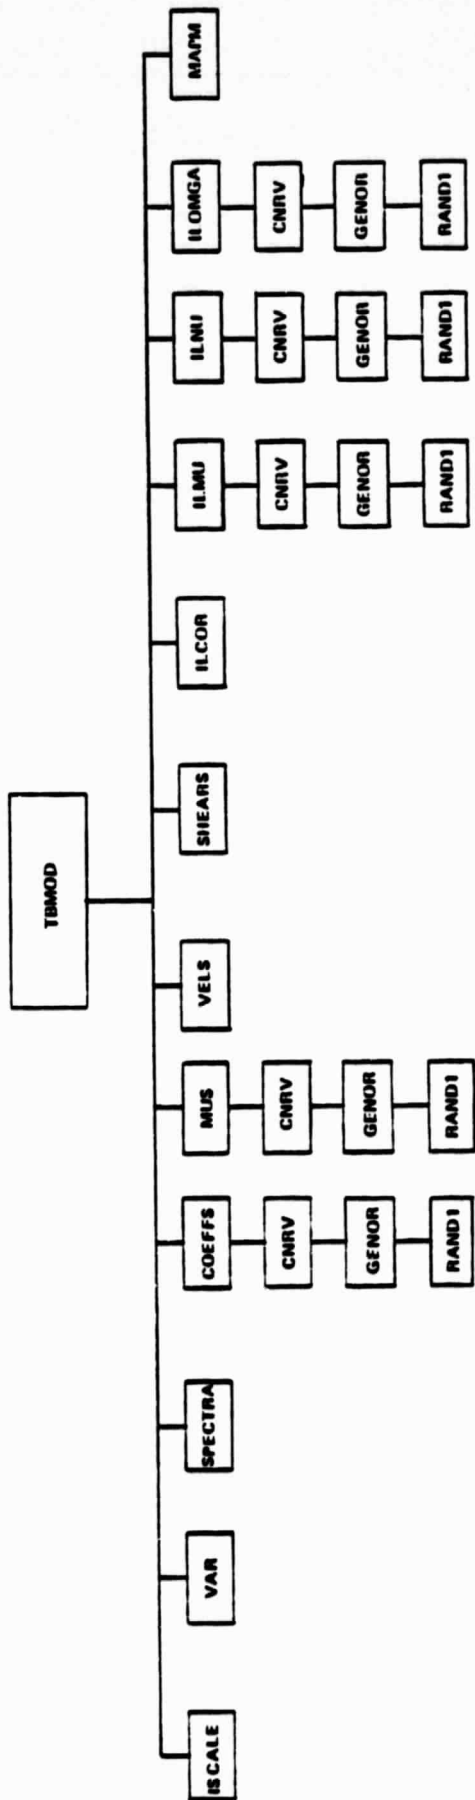 TBMOD
ISCALE
VAR
SPECTRA
COEFFS
MUS
VELS
SHEARS
ILCOR
ILMU
ILNU
ILOMGA
MAPM
CNRV
CNRV
CNRV
CNRV
CNRV
GENOR
GENOR
GENOR
GENOR
GENOR
RAND1
RAND1
RAND1
RAND1
RAND1